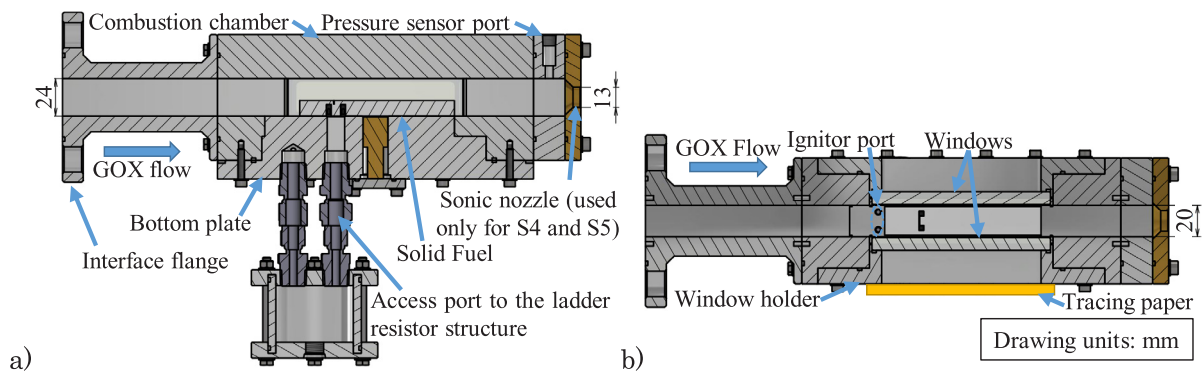 Combustion chamber
Pressure sensor port
24
13
GOX flow
Bottom plate
Interface flange
Sonic nozzle (used
only for S4 and S5)
Solid Fuel
Access port to the ladder
resistor structure
a)
Ignitor port
Windows
GOX Flow
20
Window holder
Tracing paper
Drawing units: mm
b)